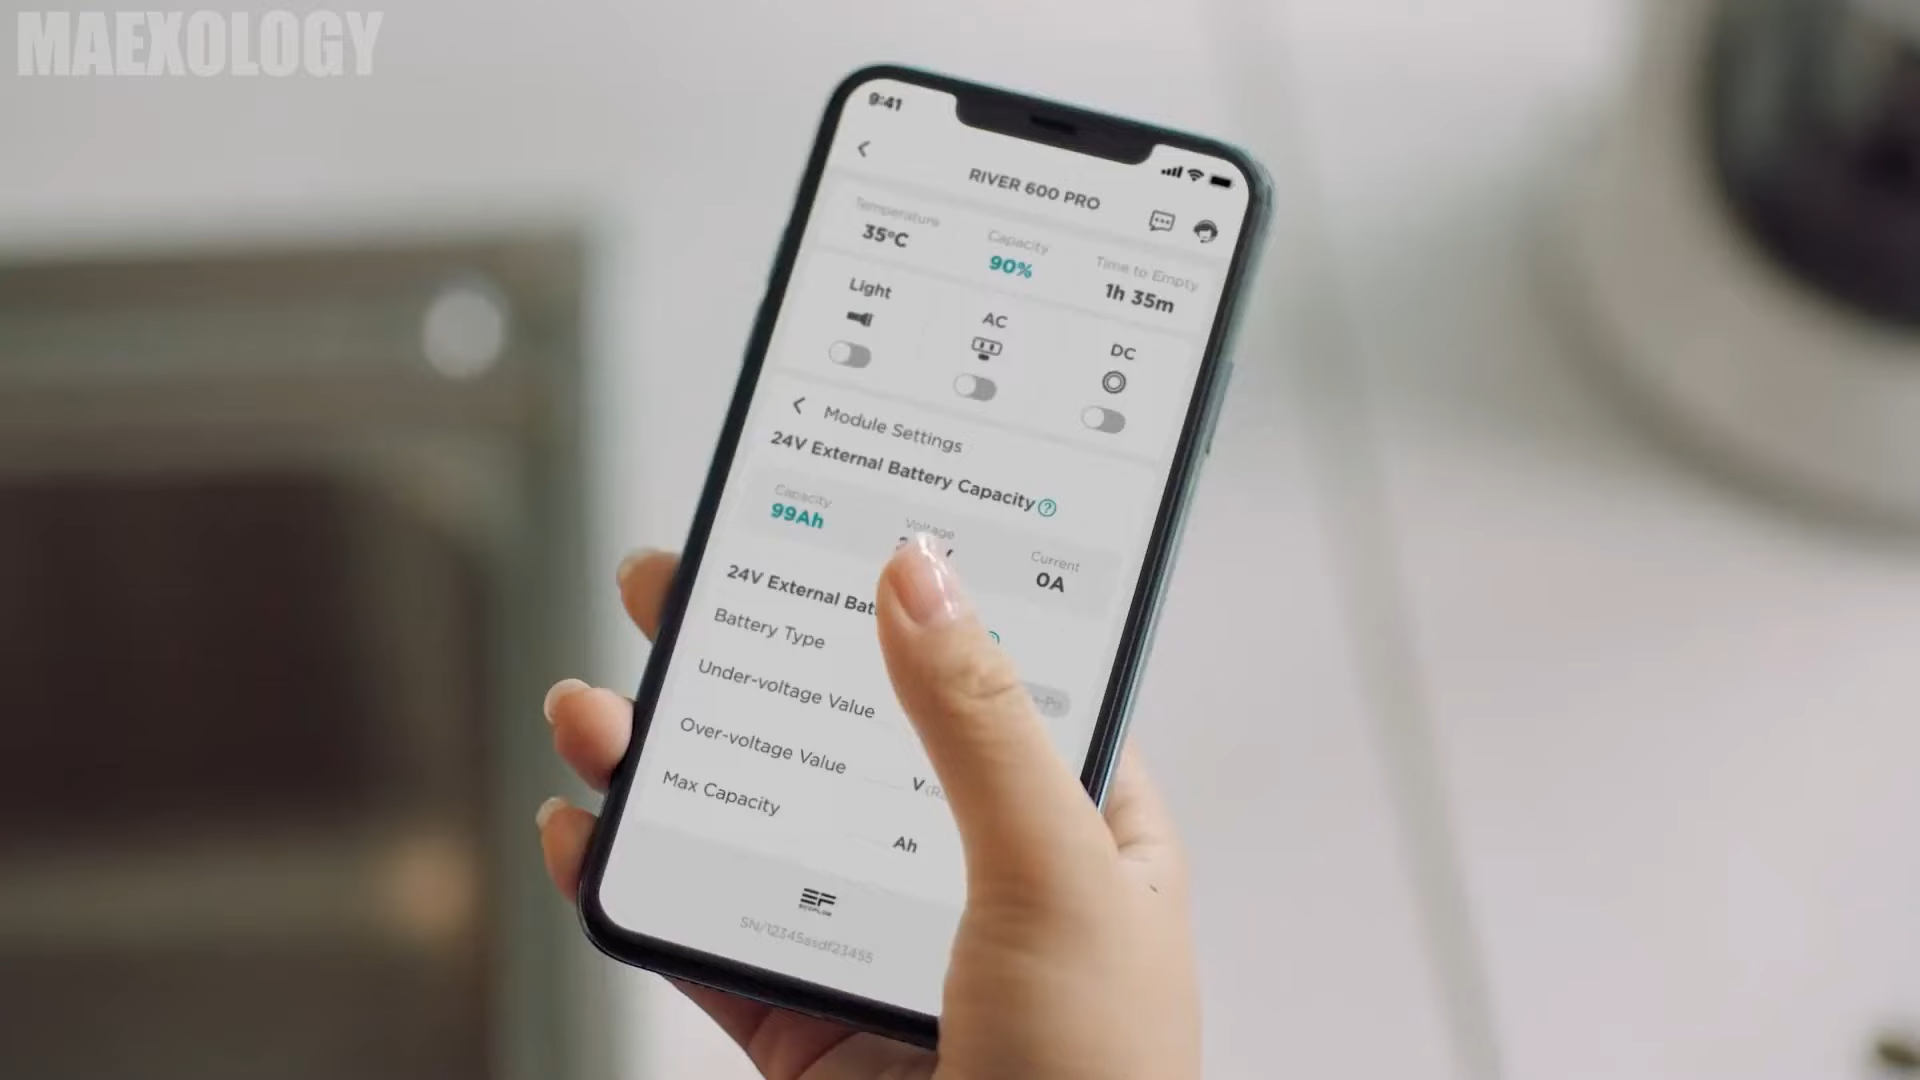 MAEXOLOGY
9:41
RIVER 600 PRO
Temperature
35°C
Capacity
90%
Time to Empty
1h 35m
Light
AC
DC
Module Settings
24V External Battery Capacity ?
Capacity
99Ah
Voltage
Current
0A
24V External
Battery Type
Under-voltage Value
Over-voltage Value
V
Max Capacity
Ah
EF
ECOFLOW
SN/12345asdf23455